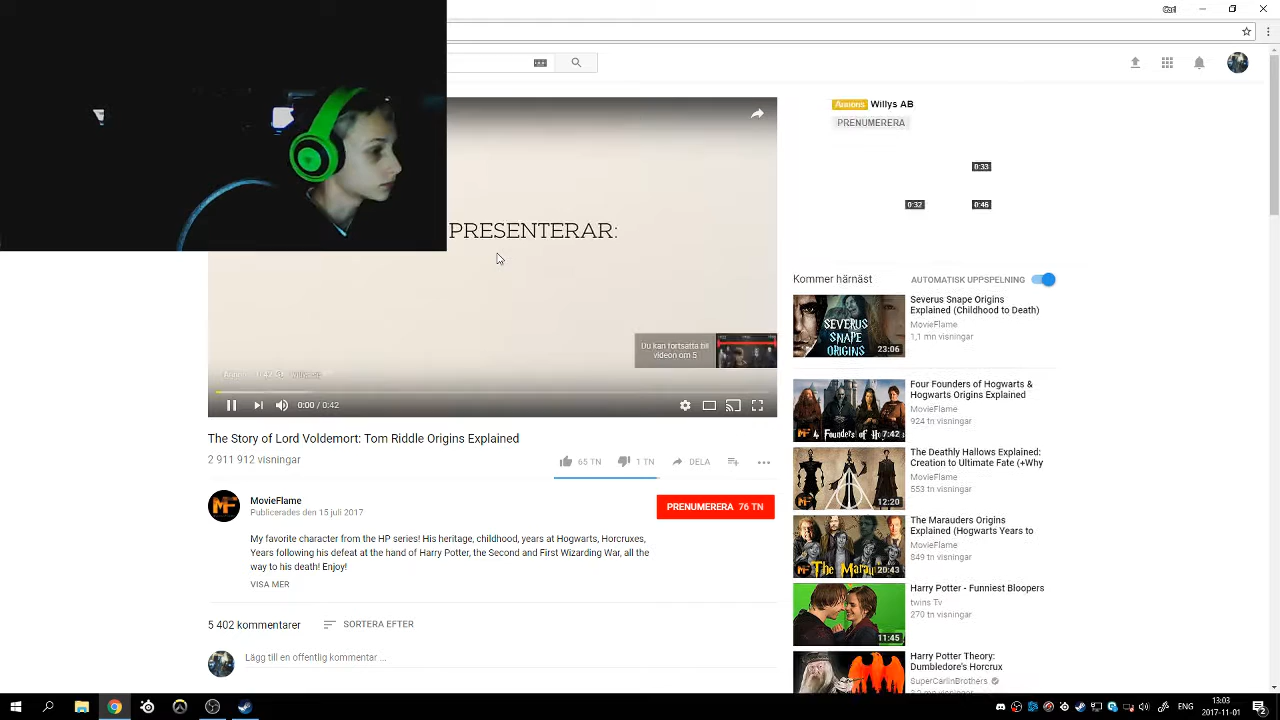 Ctrl
PRESENTERAR:
Du kan fortsätta till
videon om 5
0:00 / 0:42
The Story of Lord Voldemort: Tom Riddle Origins Explained
2 911 912 visningar
65 TN
1 TN
DELA
MovieFlame
Publicerades den 15 juli 2017
PRENUMERERA 76 TN
My favorite character from the HP series! His heritage, childhood, years at Hogwarts, Horcruxes,
Years following his defeat at the hand of Harry Potter, the Second and First Wizarding War, all the
way to his death! Enjoy!
VISA MER
5 402 kommentarer
SORTERA EFTER
Lägg till en offentlig kommentar ...
Annons Willys AB
PRENUMERERA
0:33
0:32
0:46
Kommer härnäst
AUTOMATISK UPPSPELNING
SEVERUS
SNAPE
ORIGINS
23:06
Severus Snape Origins
Explained (Childhood to Death)
MovieFlame
1,1 mn visningar
7:42
Four Founders of Hogwarts &
Hogwarts Origins Explained
MovieFlame
924 tn visningar
12:20
The Deathly Hallows Explained:
Creation to Ultimate Fate (+Why
MovieFlame
553 tn visningar
20:43
The Marauders Origins
Explained (Hogwarts Years to
MovieFlame
849 tn visningar
11:45
Harry Potter - Funniest Bloopers
twins Tv
270 tn visningar
Harry Potter Theory:
Dumbledore's Horcrux
SuperCarlinBrothers
ENG
13:03
2017-11-01